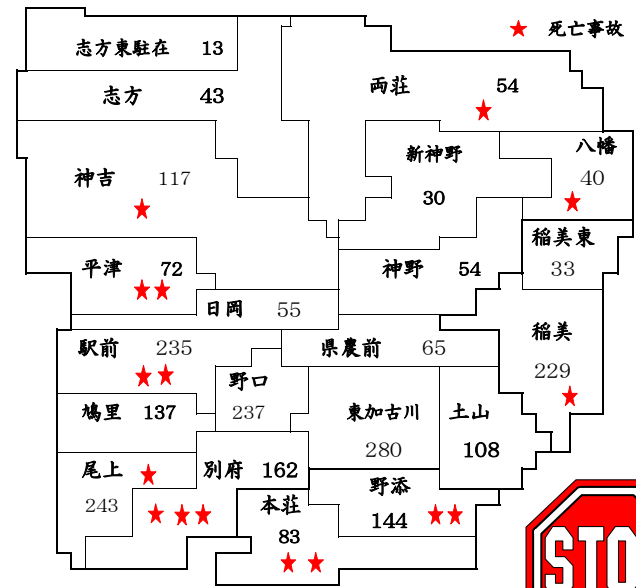 ★ 死亡事故
志方東駐在 13
志方 43
両荘 54
新神野
30
八幡
40
神吉 117
稲美東
33
平津 72
神野 54
日岡 55
稲美
229
駅前 235
県農前 65
野口
237
鳩里 137
東加古川
280
土山
108
尾上
243
別府 162
野添
144
本荘
83
STO